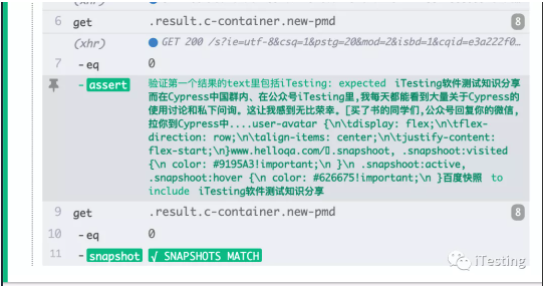 (xhr)
6 get .result.c-container.new-pmd 8
(xhr) GET 200 /s?ie=utf-8&csq=1&pstg=20&mod=2&isbd=1&cqid=e3a222f0…
7 -eq 0
-assert 验证第一个结果的text里包括iTesting: expected iTesting软件测试知识分享
而在Cypress中国群内、在公众号iTesting里,我每天都能看到大量关于Cypress的
使用讨论和私下问询。这让我感到无比荣幸。[买了书的同学们,公众号回复你的微信,
拉你到Cypress中....user-avatar {\n\tdisplay: flex;\n\tflex-
direction: row;\n\talign-items: center;\n\tjustify-content:
flex-start;\n}www.helloqa.com/.snapshot, .snapshot:visited
{\n color: #9195A3!important;\n }\n .snapshot:active,
.snapshot:hover {\n color: #626675!important;\n }百度快照 to
include iTesting软件测试知识分享
9 get .result.c-container.new-pmd 8
10 -eq 0
11 -snapshot √ SNAPSHOTS MATCH
iTesting